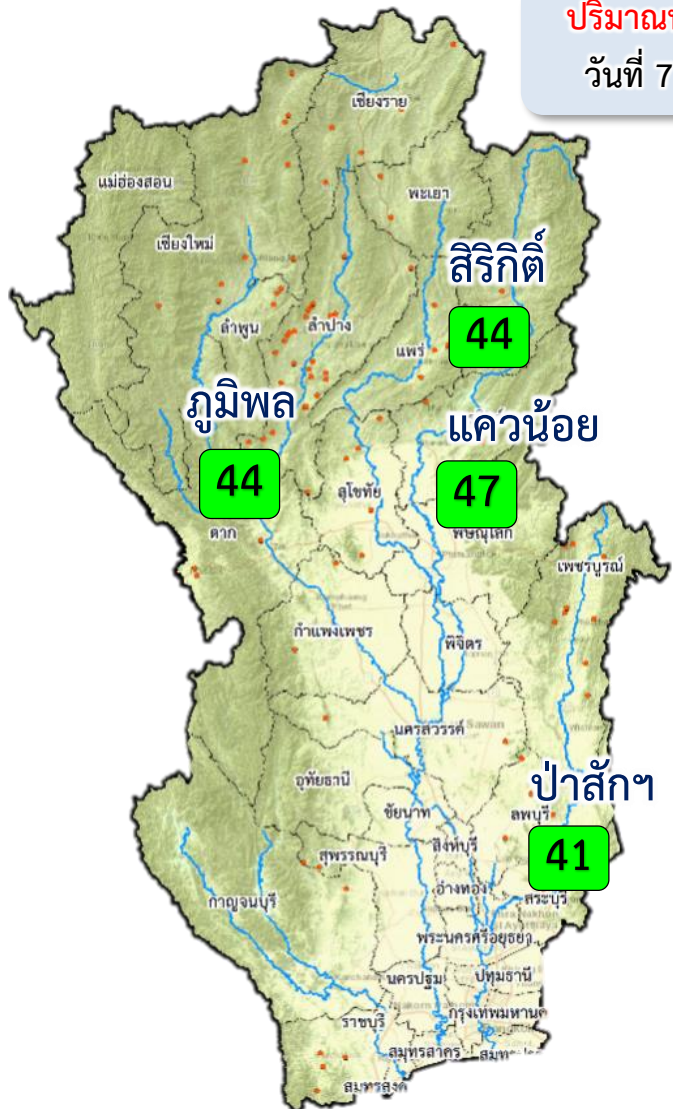 ปริมาณ
วันที่ 7
เชียงราย
แม่ฮ่องสอน
พะเยา
เชียงใหม่
สิริกิติ์
44
ลำพูน
ลำปาง
แพร่
ภูมิพล
44
แควน้อย
47
สุโขทัย
ตาก
พิษณุโลก
เพชรบูรณ์
กำแพงเพชร
พิจิตร
นครสวรรค์
Sawan
ป่าสักฯ
41
อุทัยธานี
ชัยนาท
ลพบุรี
สิงห์บุรี
สุพรรณบุรี
อ่างทอง
สระบุรี
กาญจนบุรี
พระนครศรีอยุธยา
นครปฐม
ปทุมธานี
กรุงเทพมหานค
ราชบุรี
สมุทรสาคร
สมุทรป
สมุทรสงค